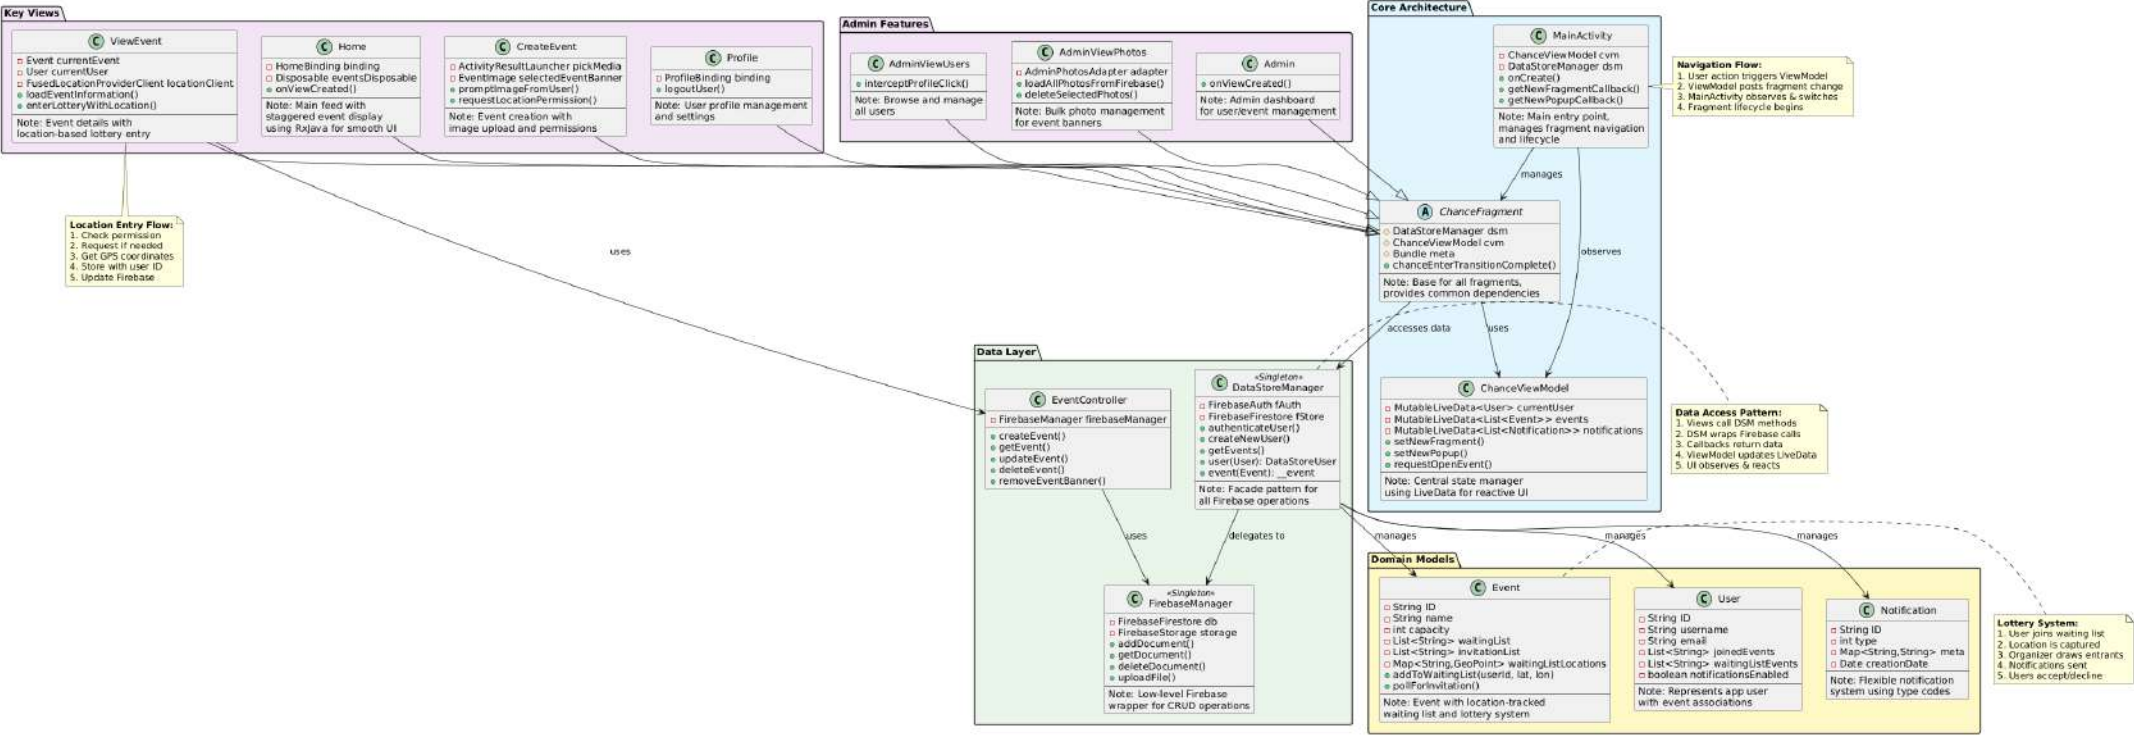 Key Views
C ViewEvent
Event currentEvent
User currentUser
FusedLocationProviderClient locationClient
loadEventInformation()
enterLotteryWithLocation()
Note: Event details with
location-based lottery entry
C Home
HomeBinding binding
Disposable eventsDisposable
onViewCreated()
Note: Main feed with
staggered event display
using RxJava for smooth UI
C CreateEvent
ActivityResultLauncher pickMedia
EventImage selectedEventBanner
promptImageFromUser()
requestLocationPermission()
Note: Event creation with
image upload and permissions
C Profile
ProfileBinding binding
logoutUser()
Note: User profile management
and settings
Admin Features
C AdminViewUsers
interceptProfileClick()
Note: Browse and manage
all users
C AdminViewPhotos
AdminPhotosAdapter adapter
loadAllPhotosFromFirebase()
deleteSelectedPhotos()
Note: Bulk photo management
for event banners
C Admin
onViewCreated()
Note: Admin dashboard
for user/event management
Core Architecture
C MainActivity
ChanceViewModel cvm
DataStoreManager dsm
onCreate()
getNewFragmentCallback()
getNewPopupCallback()
Note: Main entry point,
manages fragment navigation
and lifecycle
Navigation Flow:
1. User action triggers ViewModel
2. ViewModel posts fragment change
3. MainActivity observes & switches
4. Fragment lifecycle begins
manages
observes
A ChanceFragment
DataStoreManager dsm
ChanceViewModel cvm
Bundle meta
chanceEnterTransitionComplete()
Note: Base for all fragments,
provides common dependencies
Location Entry Flow:
1. Check permission
2. Request if needed
3. Get GPS coordinates
4. Store with user ID
5. Update Firebase
uses
accesses data
uses
C ChanceViewModel
MutableLiveData<User> currentUser
MutableLiveData<List<Event>> events
MutableLiveData<List<Notification>> notifications
setNewFragment()
setNewPopup()
requestOpenEvent()
Note: Central state manager
using LiveData for reactive UI
Data Access Pattern:
1. Views call DSM methods
2. DSM wraps Firebase calls
3. Callbacks return data
4. ViewModel updates LiveData
5. UI observes & reacts
Data Layer
C EventController
FirebaseManager firebaseManager
createEvent()
getEvent()
updateEvent()
deleteEvent()
removeEventBanner()
C «Singleton»
DataStoreManager
FirebaseAuth fAuth
FirebaseFirestore fStore
authenticateUser()
createNewUser()
getEvents()
user(User): DataStoreUser
event(Event): __event
Note: Facade pattern for
all Firebase operations
uses
delegates to
manages
manages
manages
C «Singleton»
FirebaseManager
FirebaseFirestore db
FirebaseStorage storage
addDocument()
getDocument()
deleteDocument()
uploadFile()
Note: Low-level Firebase
wrapper for CRUD operations
Domain Models
C Event
String ID
String name
int capacity
List<String> waitingList
List<String> invitationList
Map<String,GeoPoint> waitingListLocations
addToWaitingList(userId, lat, lon)
pollForInvitation()
Note: Event with location-tracked
waiting list and lottery system
C User
String ID
String username
String email
List<String> joinedEvents
List<String> waitingListEvents
boolean notificationsEnabled
Note: Represents app user
with event associations
C Notification
String ID
int type
Map<String,String> meta
Date creationDate
Note: Flexible notification
system using type codes
Lottery System:
1. User joins waiting list
2. Location is captured
3. Organizer draws entrants
4. Notifications sent
5. Users accept/decline